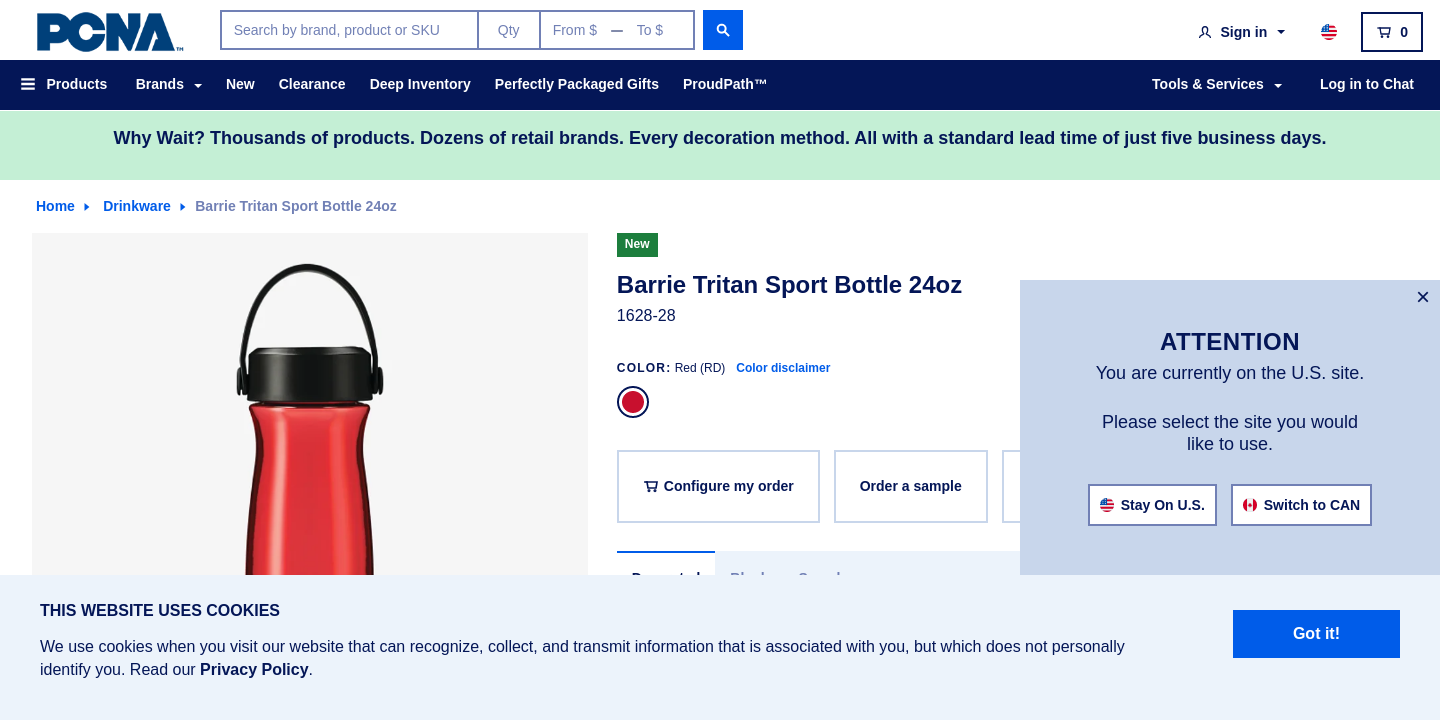 PCNA™
Search by brand, product or SKU
Qty
From $ — To $
Sign in
0
Products
Brands
New
Clearance
Deep Inventory
Perfectly Packaged Gifts
ProudPath™
Tools & Services
Log in to Chat
Why Wait? Thousands of products. Dozens of retail brands. Every decoration method. All with a standard lead time of just five business days.
Home
Drinkware
Barrie Tritan Sport Bottle 24oz
New
Barrie Tritan Sport Bottle 24oz
1628-28
COLOR: Red (RD) Color disclaimer
Configure my order
Order a sample
×
ATTENTION
You are currently on the U.S. site.
Please select the site you would
like to use.
Stay On U.S.
Switch to CAN
THIS WEBSITE USES COOKIES
We use cookies when you visit our website that can recognize, collect, and transmit information that is associated with you, but which does not personally
identify you. Read our Privacy Policy.
Got it!